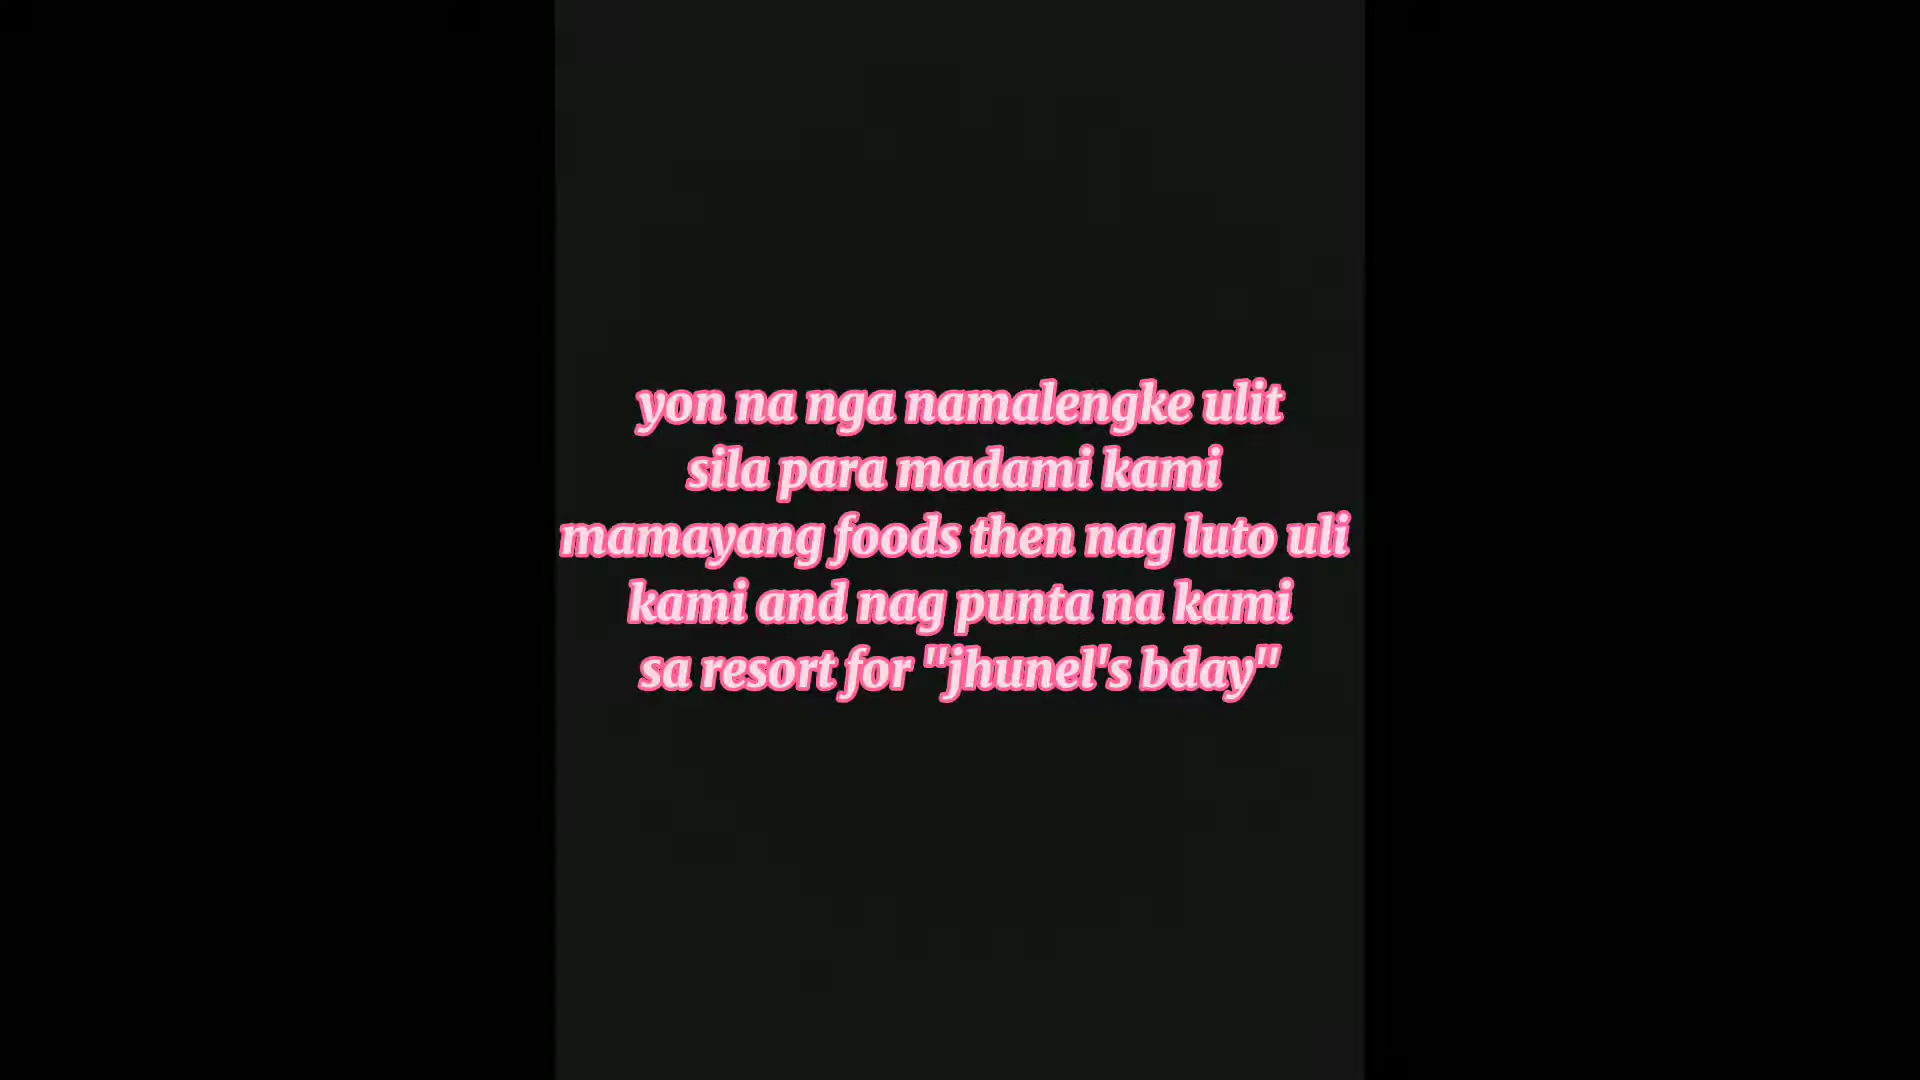 yon na nga namalengke ulit
sila para madami kami
mamayang foods then nag luto uli
kami and nag punta na kami
sa resort for "jhunel's bday"